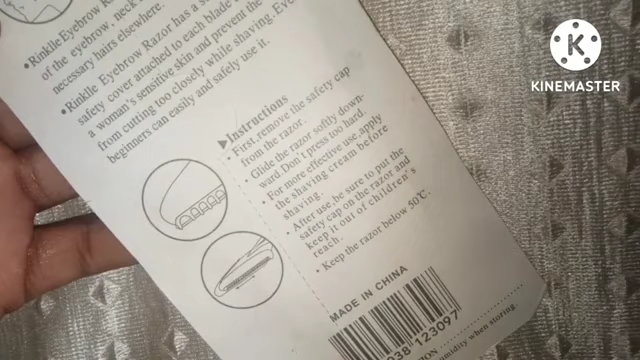 •Rinklle Eyebrow R
of the eyebrow. neck
necessary hairs elsewhere.
•Rinklle Eyebrow Razor has a s
safety cover attached to each blade
a woman's sensitive skin and prevent the
from cutting too closely while shaving. Eve
beginners can easily and safely use it.
▶Instructions
• First, remove the safety cap
from the razor.
Glide the razor softly down-
ward. Don't press too hard.
• For more effective use, apply
the shaving cream before
shaving.
• After use, be sure to put the
safety cap on the razor and
keep it out of children's
reach.
• Keep the razor below 50℃.
MADE IN CHINA
038 123097
umidity when storing.
KINEMASTER